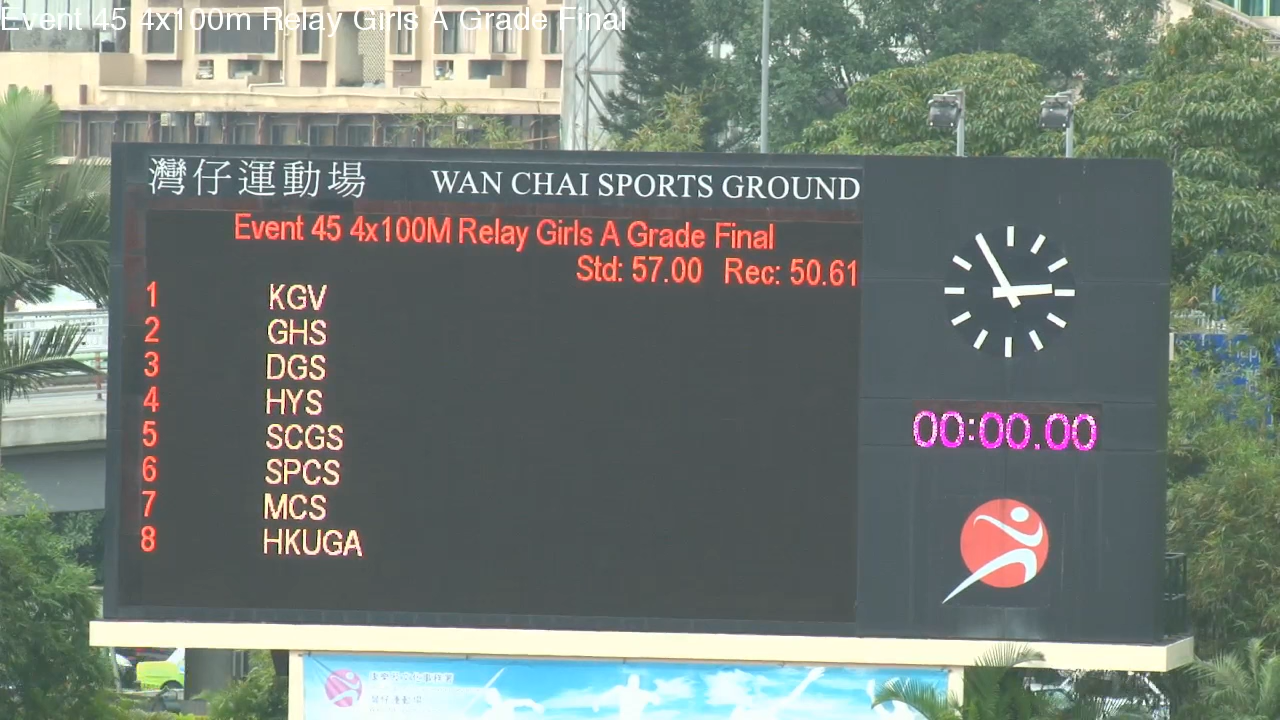 Event 45 4x100m Relay Girls A Grade Final
灣仔運動場 WAN CHAI SPORTS GROUND
Event 45 4x100M Relay Girls A Grade Final
Std: 57.00 Rec: 50.61
1 KGV
2 GHS
3 DGS
4 HYS
5 SCGS
6 SPCS
7 MCS
8 HKUGA
00:00.00